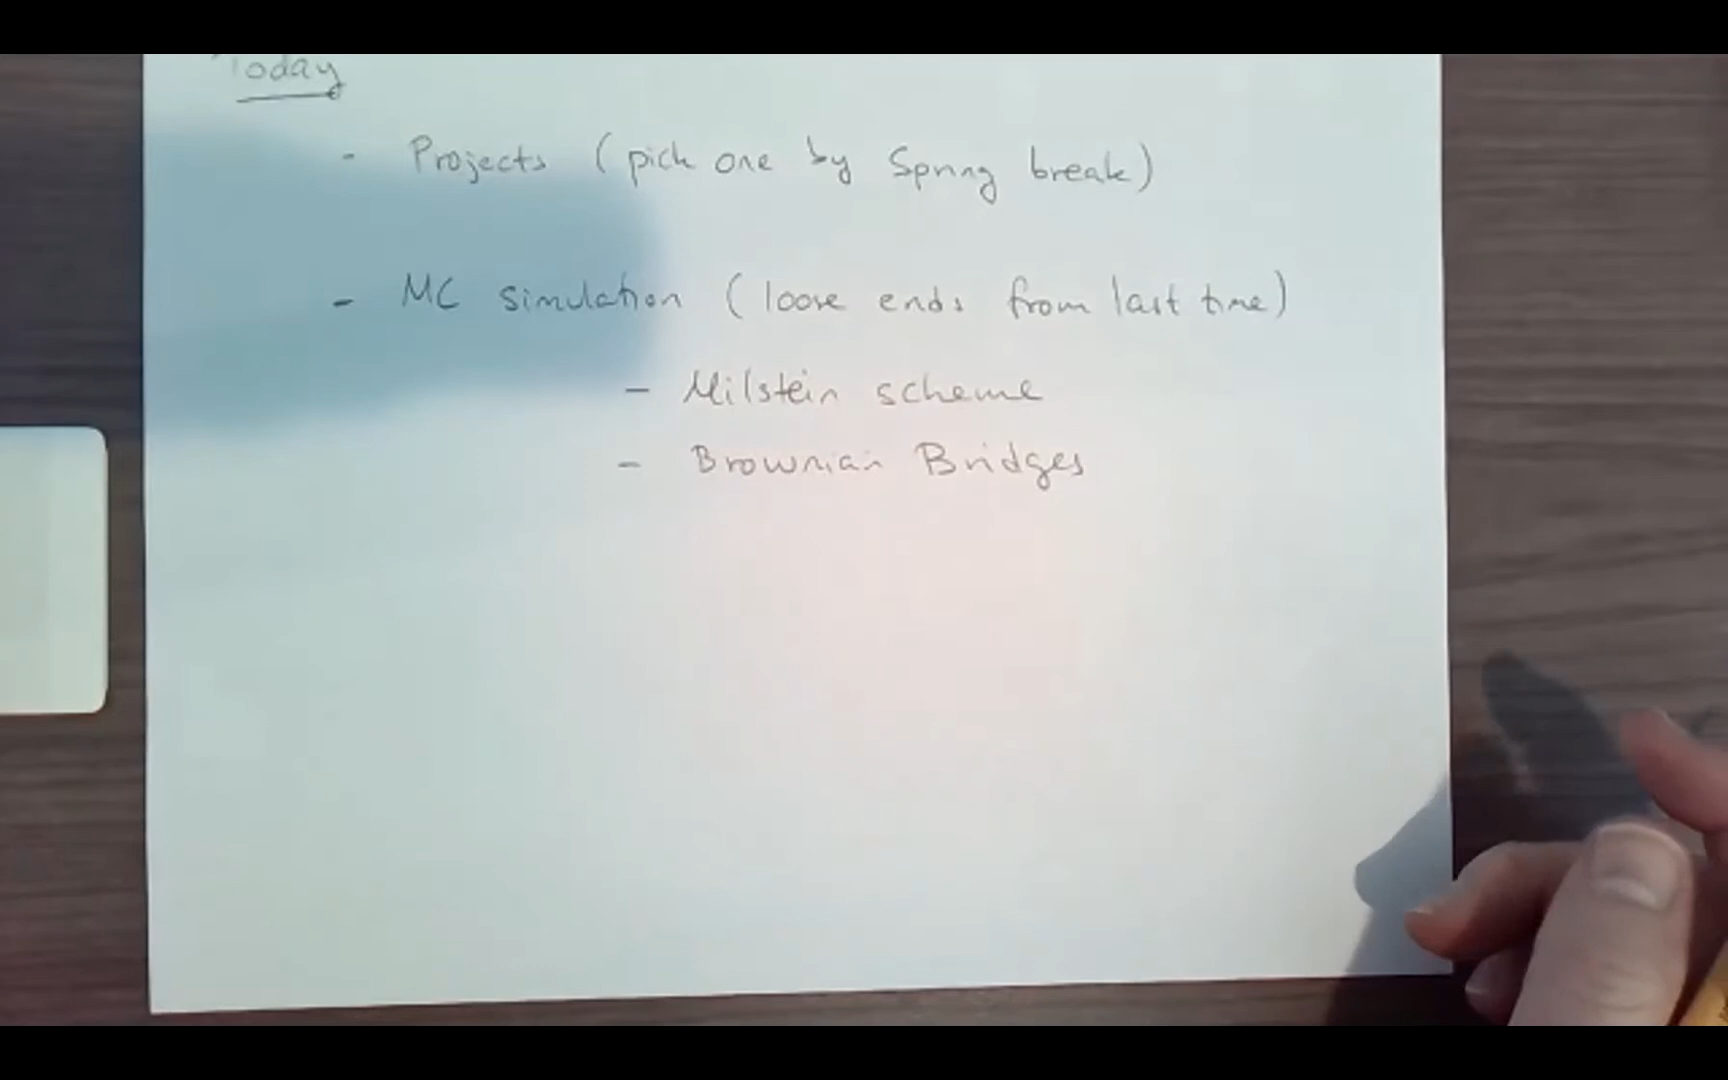 Today
- Projects (pick one by Spring break)
- MC simulation (loose ends from last time)
- Milstein scheme
- Brownian Bridges